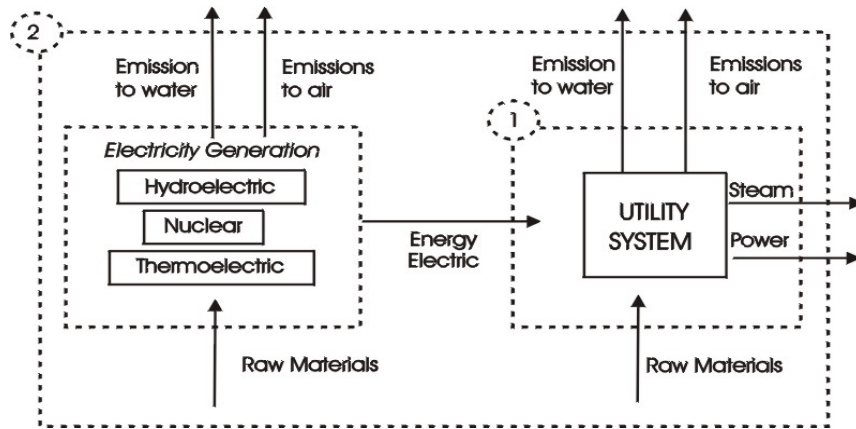 2
Emission
to water
Emissions
to air
Emission
to water
Emissions
to air
1
Electricity Generation
Hydroelectric
Nuclear
Thermoelectric
Energy
Electric
UTILITY
SYSTEM
Steam
Power
Raw Materials
Raw Materials